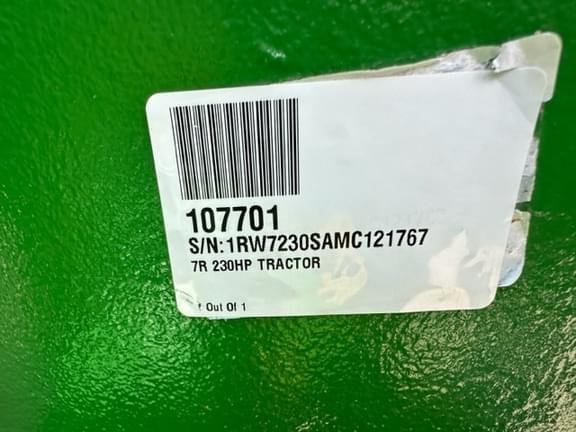 107701
S/N:1RW7230SAMC121767
7R 230HP TRACTOR
Out Of 1